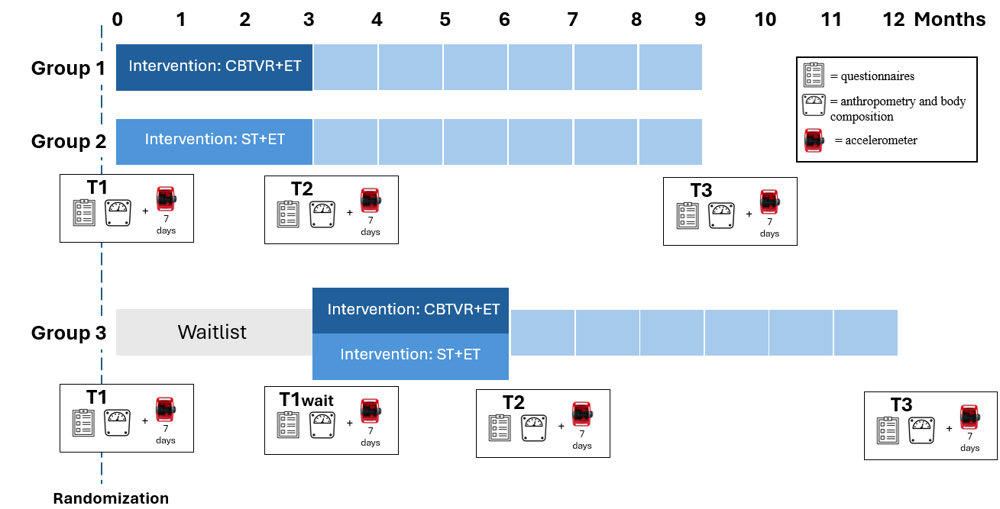 0 1 2 3 4 5 6 7 8 9 10 11 12 Months
Group 1
Intervention: CBTVR+ET
= questionnaires
= anthropometry and body
composition
= accelerometer
Group 2
Intervention: ST+ET
T1
+
7
days
T2
+
7
days
T3
+
7
days
Group 3
Waitlist
Intervention: CBTVR+ET
Intervention: ST+ET
T1
+
7
days
T1wait
+
7
days
T2
+
7
days
T3
+
7
days
Randomization